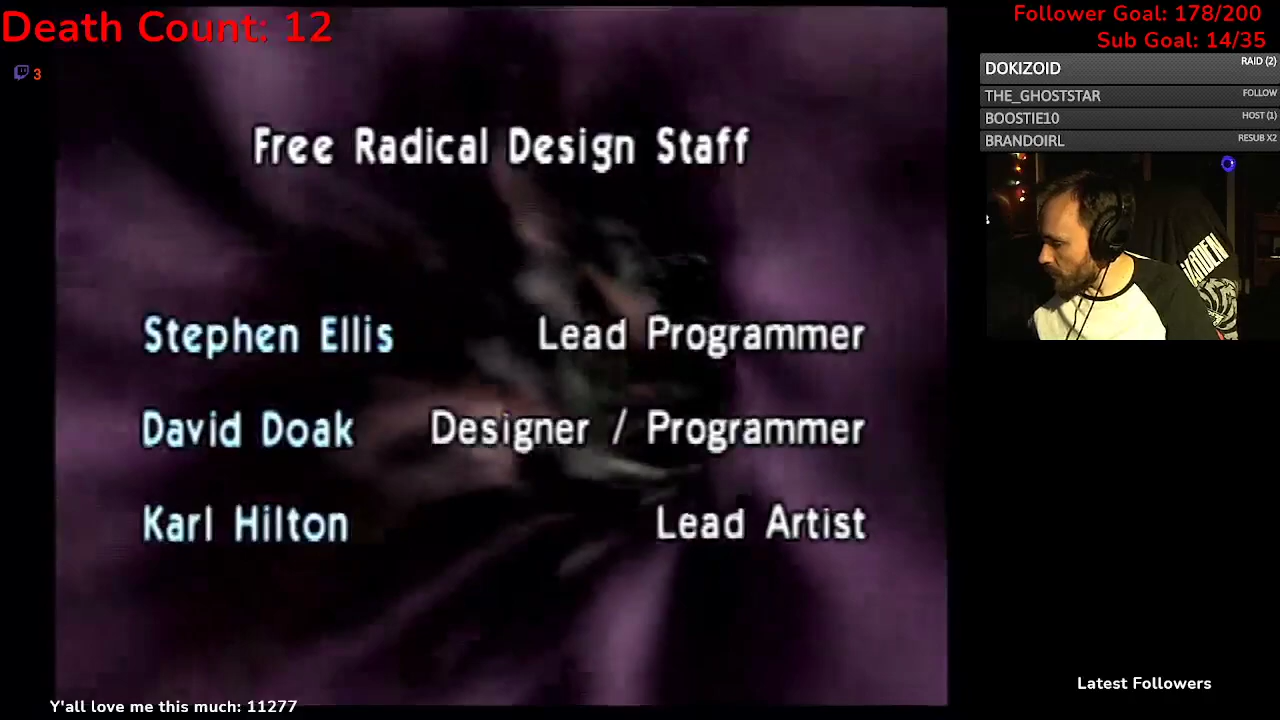 Death Count: 12
3
Free Radical Design Staff
Stephen Ellis Lead Programmer
David Doak Designer / Programmer
Karl Hilton Lead Artist
Y'all love me this much: 11277
Follower Goal: 178/200
Sub Goal: 14/35
DOKIZOID RAID (2)
THE_GHOSTSTAR FOLLOW
BOOSTIE10 HOST (1)
BRANDOIRL RESUB X2
Latest Followers